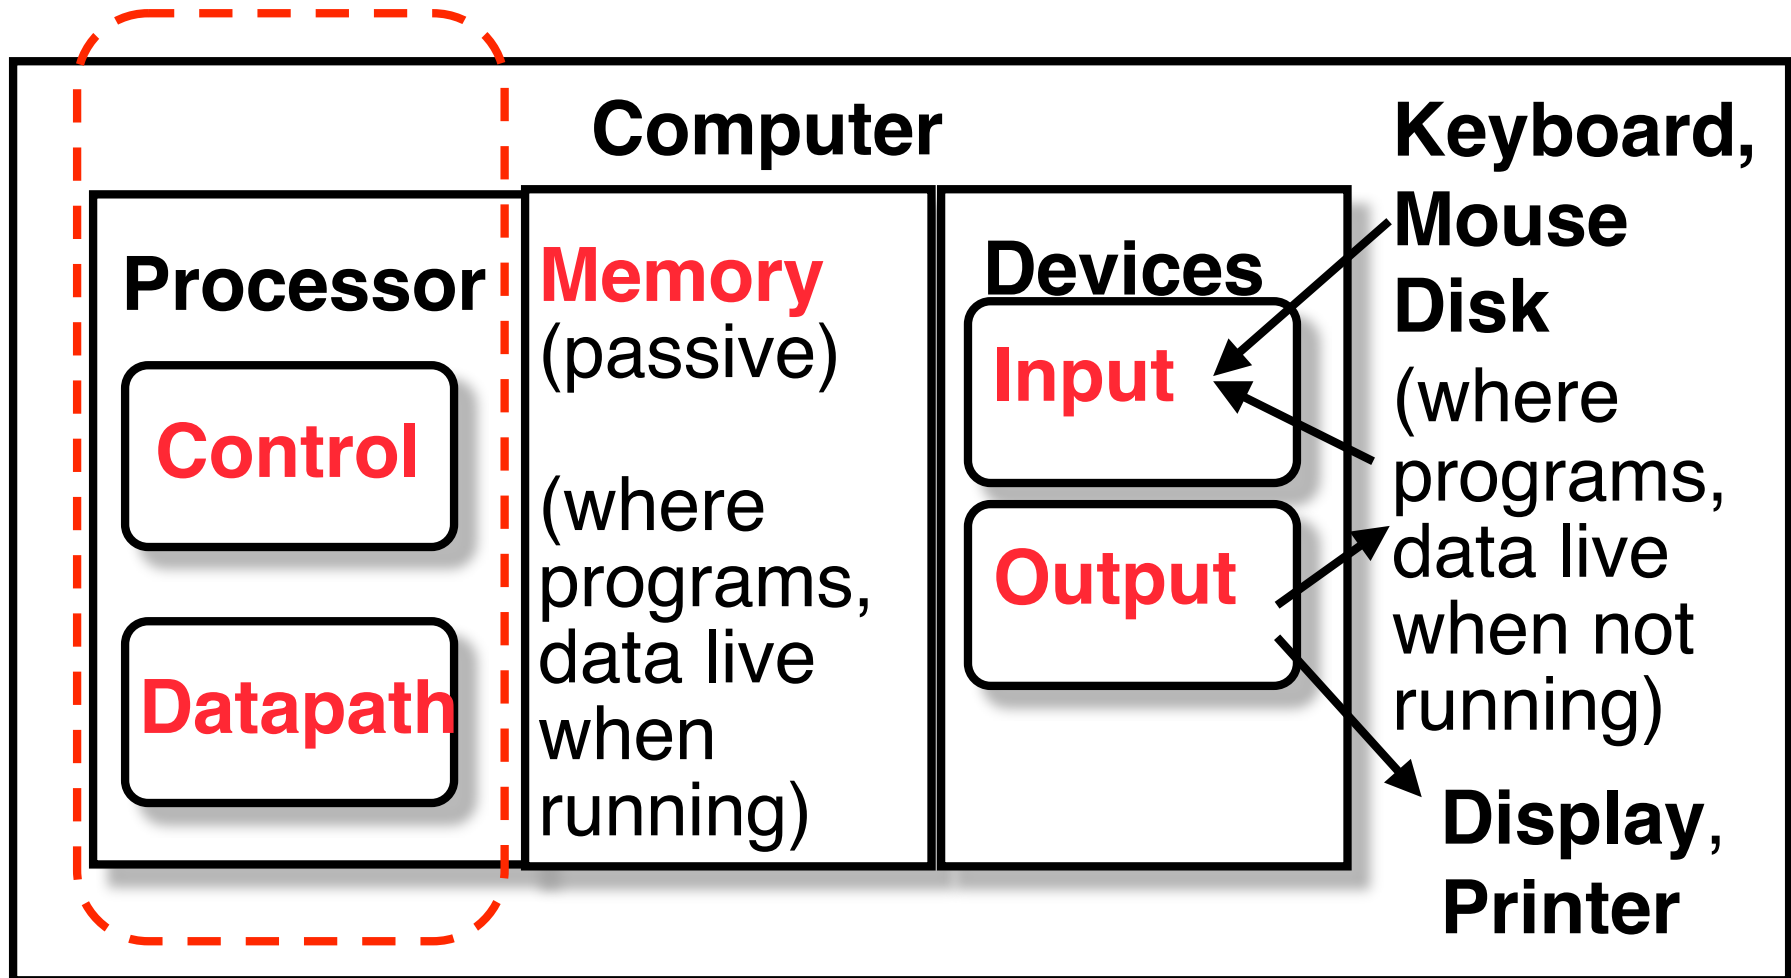 Computer
Processor
Control
Datapath
Memory
(passive)
(where
programs,
data live
when
running)
Devices
Input
Output
Keyboard,
Mouse
Disk
(where
programs,
data live
when not
running)
Display,
Printer